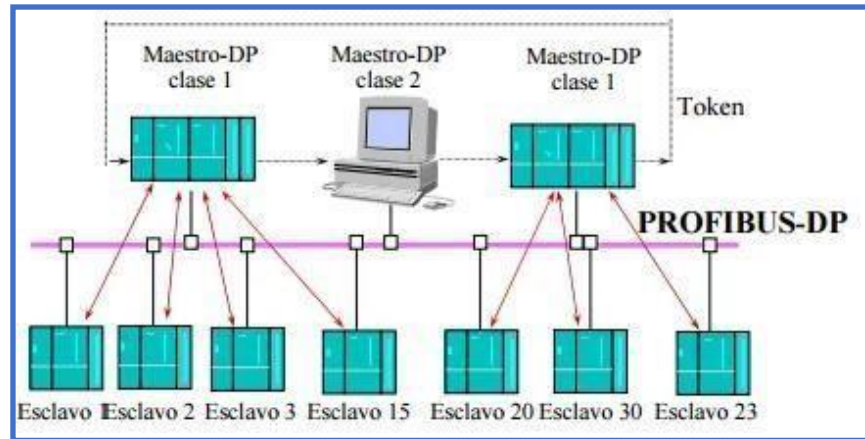 Maestro-DP
clase 1
Maestro-DP
clase 2
Maestro-DP
clase 1
Token
PROFIBUS-DP
Esclavo 1
Esclavo 2
Esclavo 3
Esclavo 15
Esclavo 20
Esclavo 30
Esclavo 23